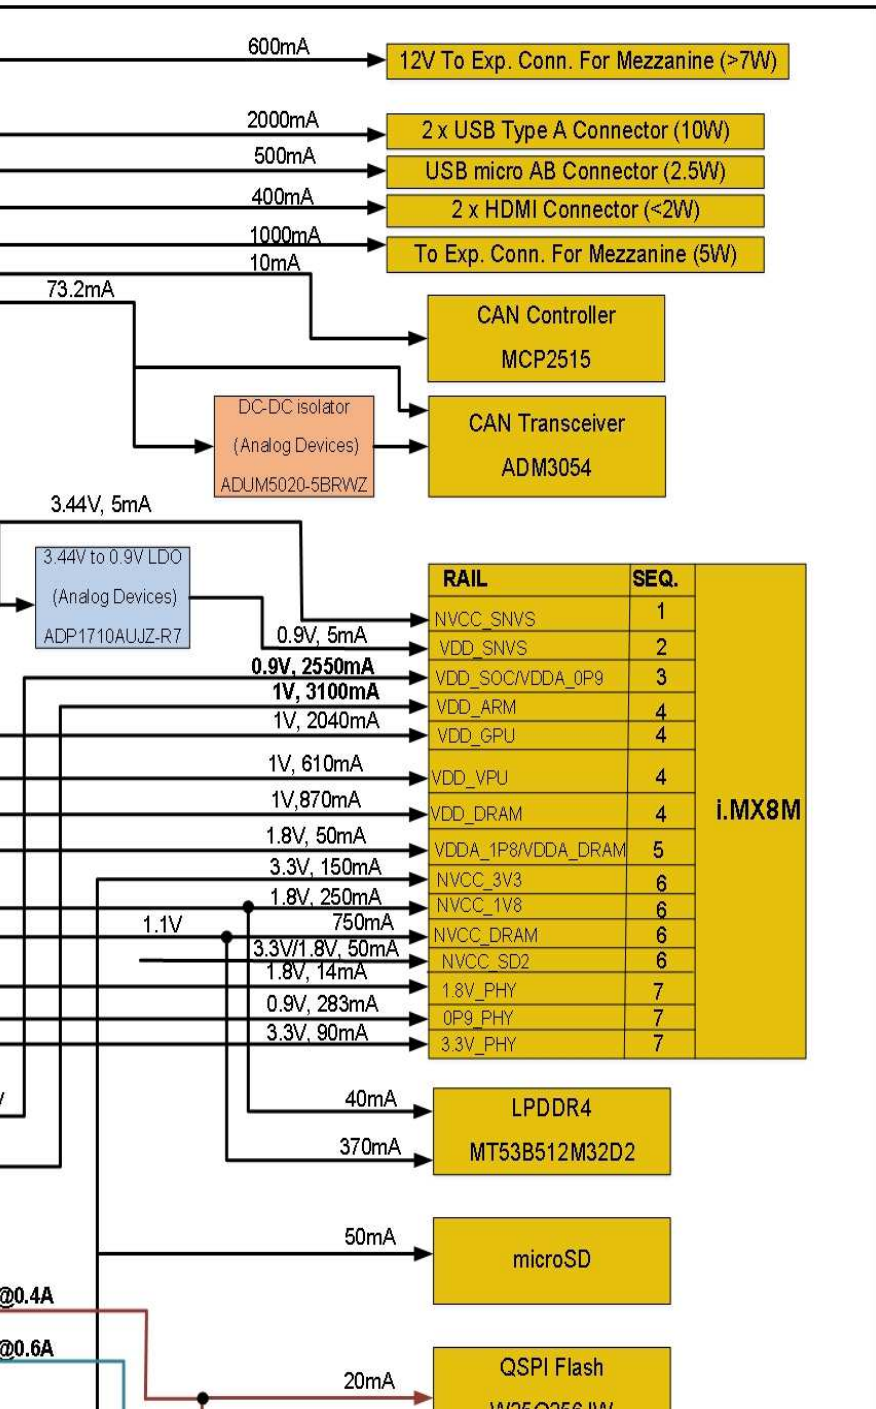 600mA
12V To Exp. Conn. For Mezzanine (>7W)
2000mA
2 x USB Type A Connector (10W)
500mA
USB micro AB Connector (2.5W)
400mA
2 x HDMI Connector (<2W)
1000mA
To Exp. Conn. For Mezzanine (5W)
10mA
73.2mA
CAN Controller
MCP2515
DC-DC isolator
(Analog Devices)
ADUM5020-5BRWZ
CAN Transceiver
ADM3054
3.44V, 5mA
3.44V to 0.9V LDO
(Analog Devices)
ADP1710AUJZ-R7
RAIL SEQ.
NVCC_SNVS 1
0.9V, 5mA VDD_SNVS 2
0.9V, 2550mA VDD_SOC/VDDA_0P9 3
1V, 3100mA VDD_ARM 4
1V, 2040mA VDD_GPU 4
1V, 610mA VDD_VPU 4
1V,870mA VDD_DRAM 4
i.MX8M
1.8V, 50mA VDDA_1P8/VDDA_DRAM 5
3.3V, 150mA NVCC_3V3 6
1.8V, 250mA NVCC_1V8 6
1.1V 750mA NVCC_DRAM 6
3.3V/1.8V, 50mA NVCC_SD2 6
1.8V, 14mA 1.8V_PHY 7
0.9V, 283mA 0P9_PHY 7
3.3V, 90mA 3.3V_PHY 7
40mA
LPDDR4
370mA
MT53B512M32D2
50mA
microSD
@0.4A
@0.6A
20mA
QSPI Flash